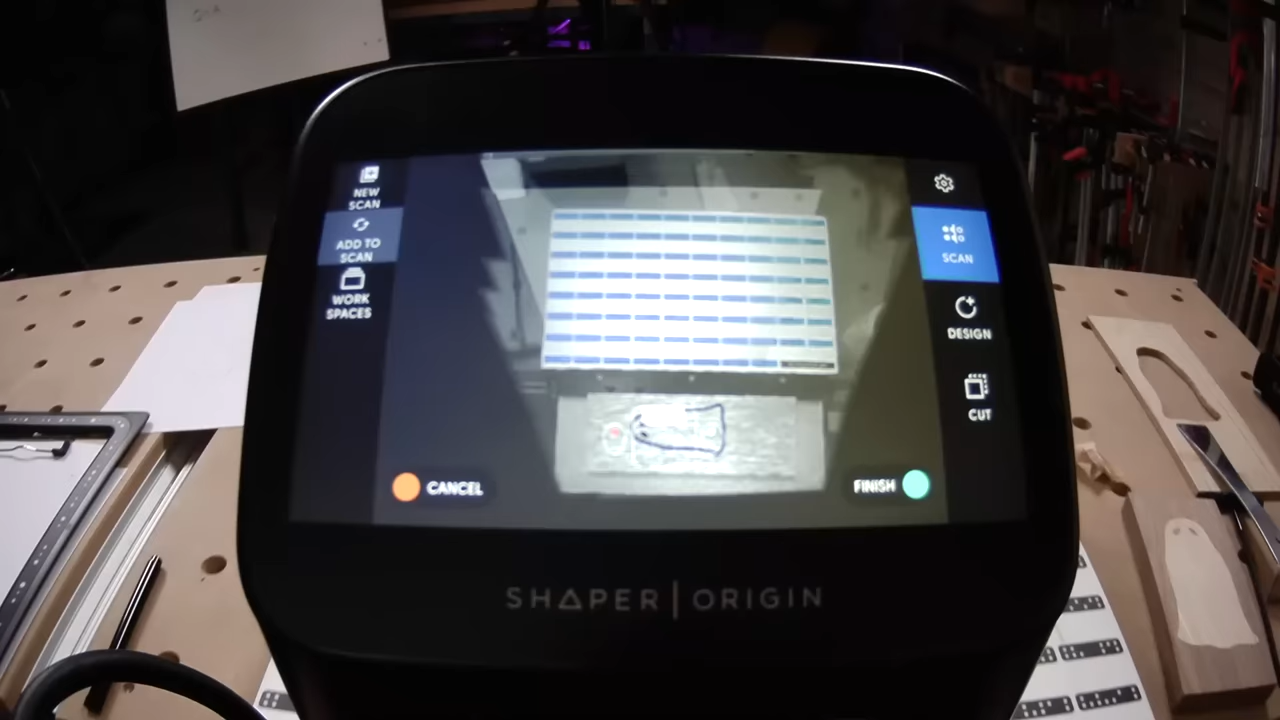 NEW
SCAN
ADD TO
SCAN
WORK
SPACES
SCAN
DESIGN
CUT
CANCEL
FINISH
SHAPER | ORIGIN